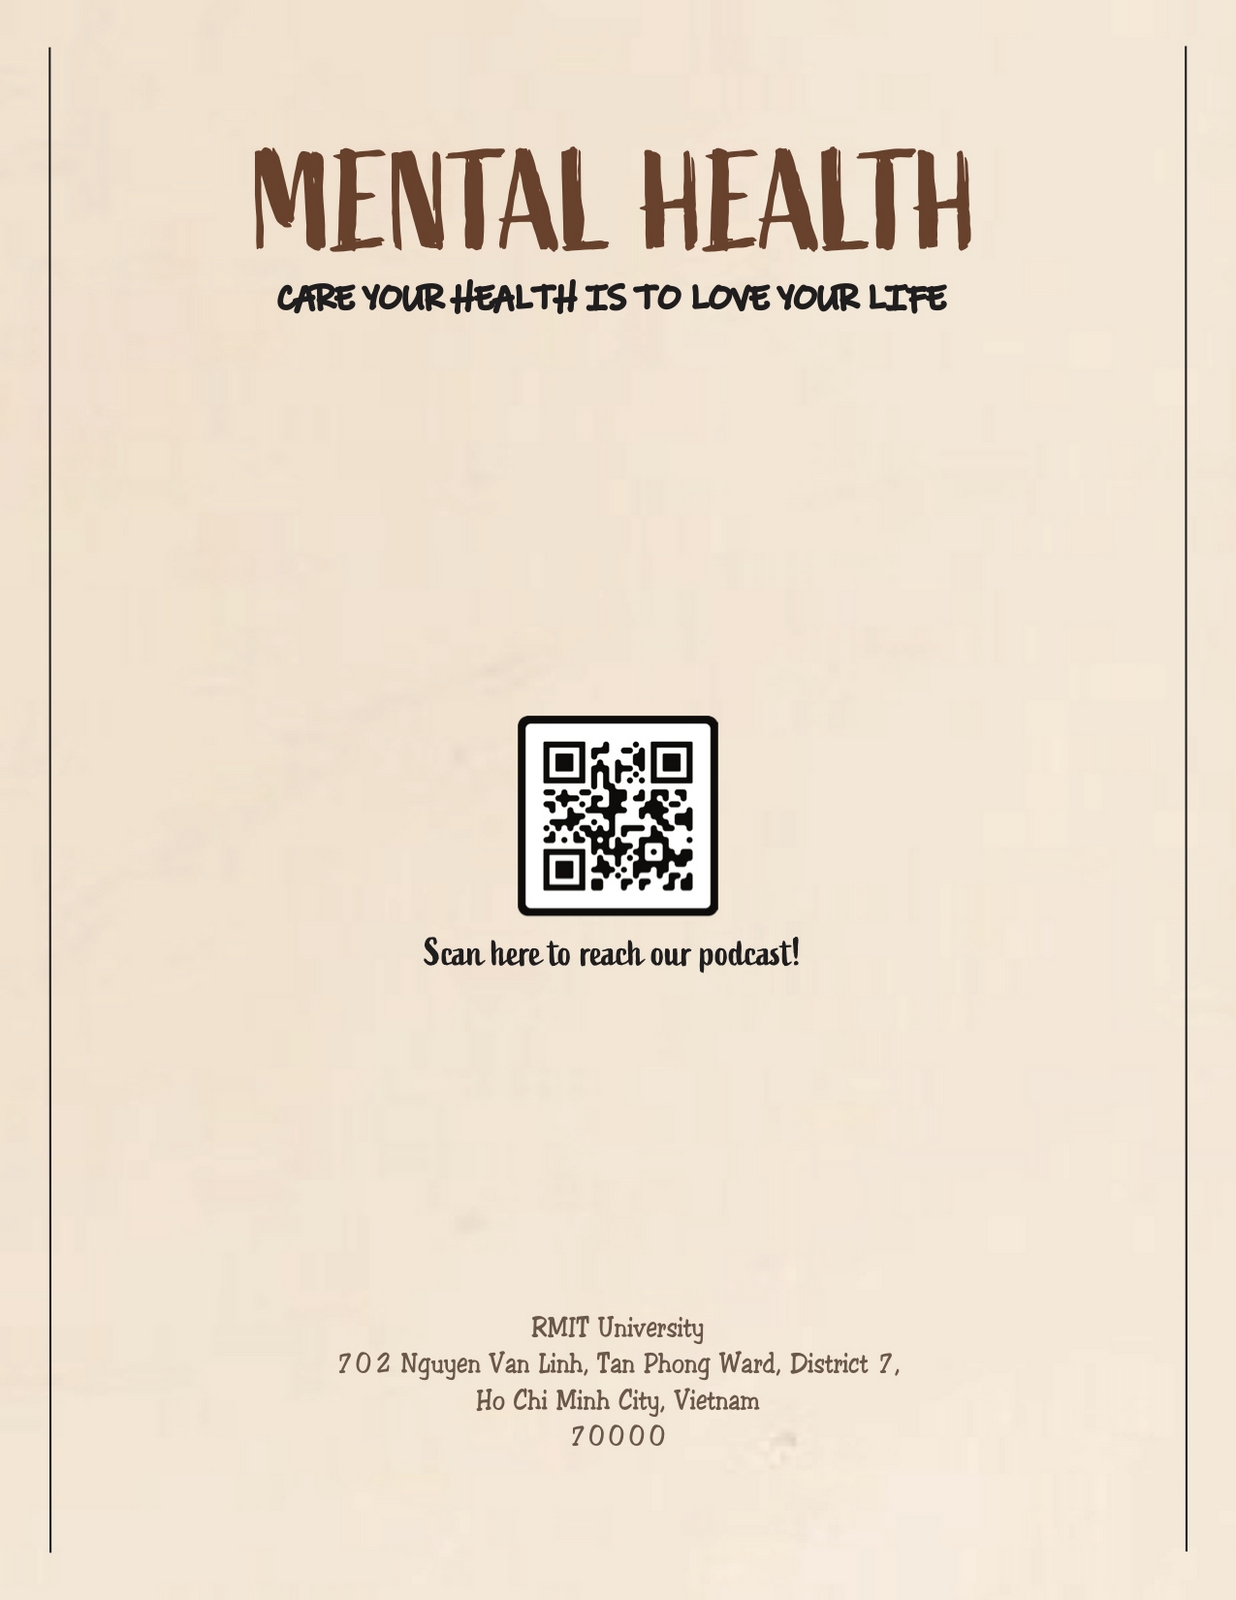 MENTAL HEALTH
CARE YOUR HEALTH IS TO LOVE YOUR LIFE
Scan here to reach our podcast!
RMIT University
702 Nguyen Van Linh, Tan Phong Ward, District 7,
Ho Chi Minh City, Vietnam
70000